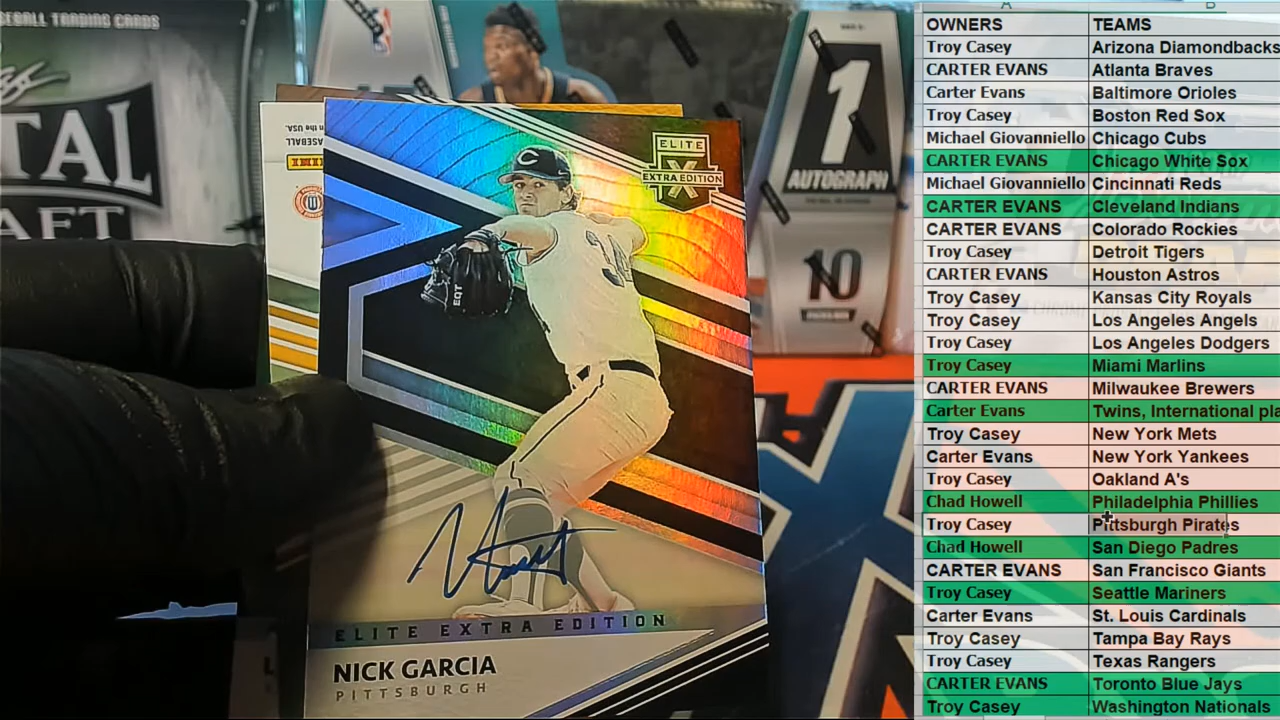 BASEBALL TRADING CARDS
in the USA.
ASEBALL
ELITE
X
EXTRA EDITION
C
EQT
1
AUTOGRAPH
10
ELITE EXTRA EDITION
NICK GARCIA
PITTSBURGH
A B
OWNERS TEAMS
Troy Casey Arizona Diamondbacks
CARTER EVANS Atlanta Braves
Carter Evans Baltimore Orioles
Troy Casey Boston Red Sox
Michael Giovanniello Chicago Cubs
CARTER EVANS Chicago White Sox
Michael Giovanniello Cincinnati Reds
CARTER EVANS Cleveland Indians
CARTER EVANS Colorado Rockies
Troy Casey Detroit Tigers
CARTER EVANS Houston Astros
Troy Casey Kansas City Royals
Troy Casey Los Angeles Angels
Troy Casey Los Angeles Dodgers
Troy Casey Miami Marlins
CARTER EVANS Milwaukee Brewers
Carter Evans Twins, International pla
Troy Casey New York Mets
Carter Evans New York Yankees
Troy Casey Oakland A's
Chad Howell Philadelphia Phillies
Troy Casey Pittsburgh Pirates
Chad Howell San Diego Padres
CARTER EVANS San Francisco Giants
Troy Casey Seattle Mariners
Carter Evans St. Louis Cardinals
Troy Casey Tampa Bay Rays
Troy Casey Texas Rangers
CARTER EVANS Toronto Blue Jays
Troy Casey Washington Nationals